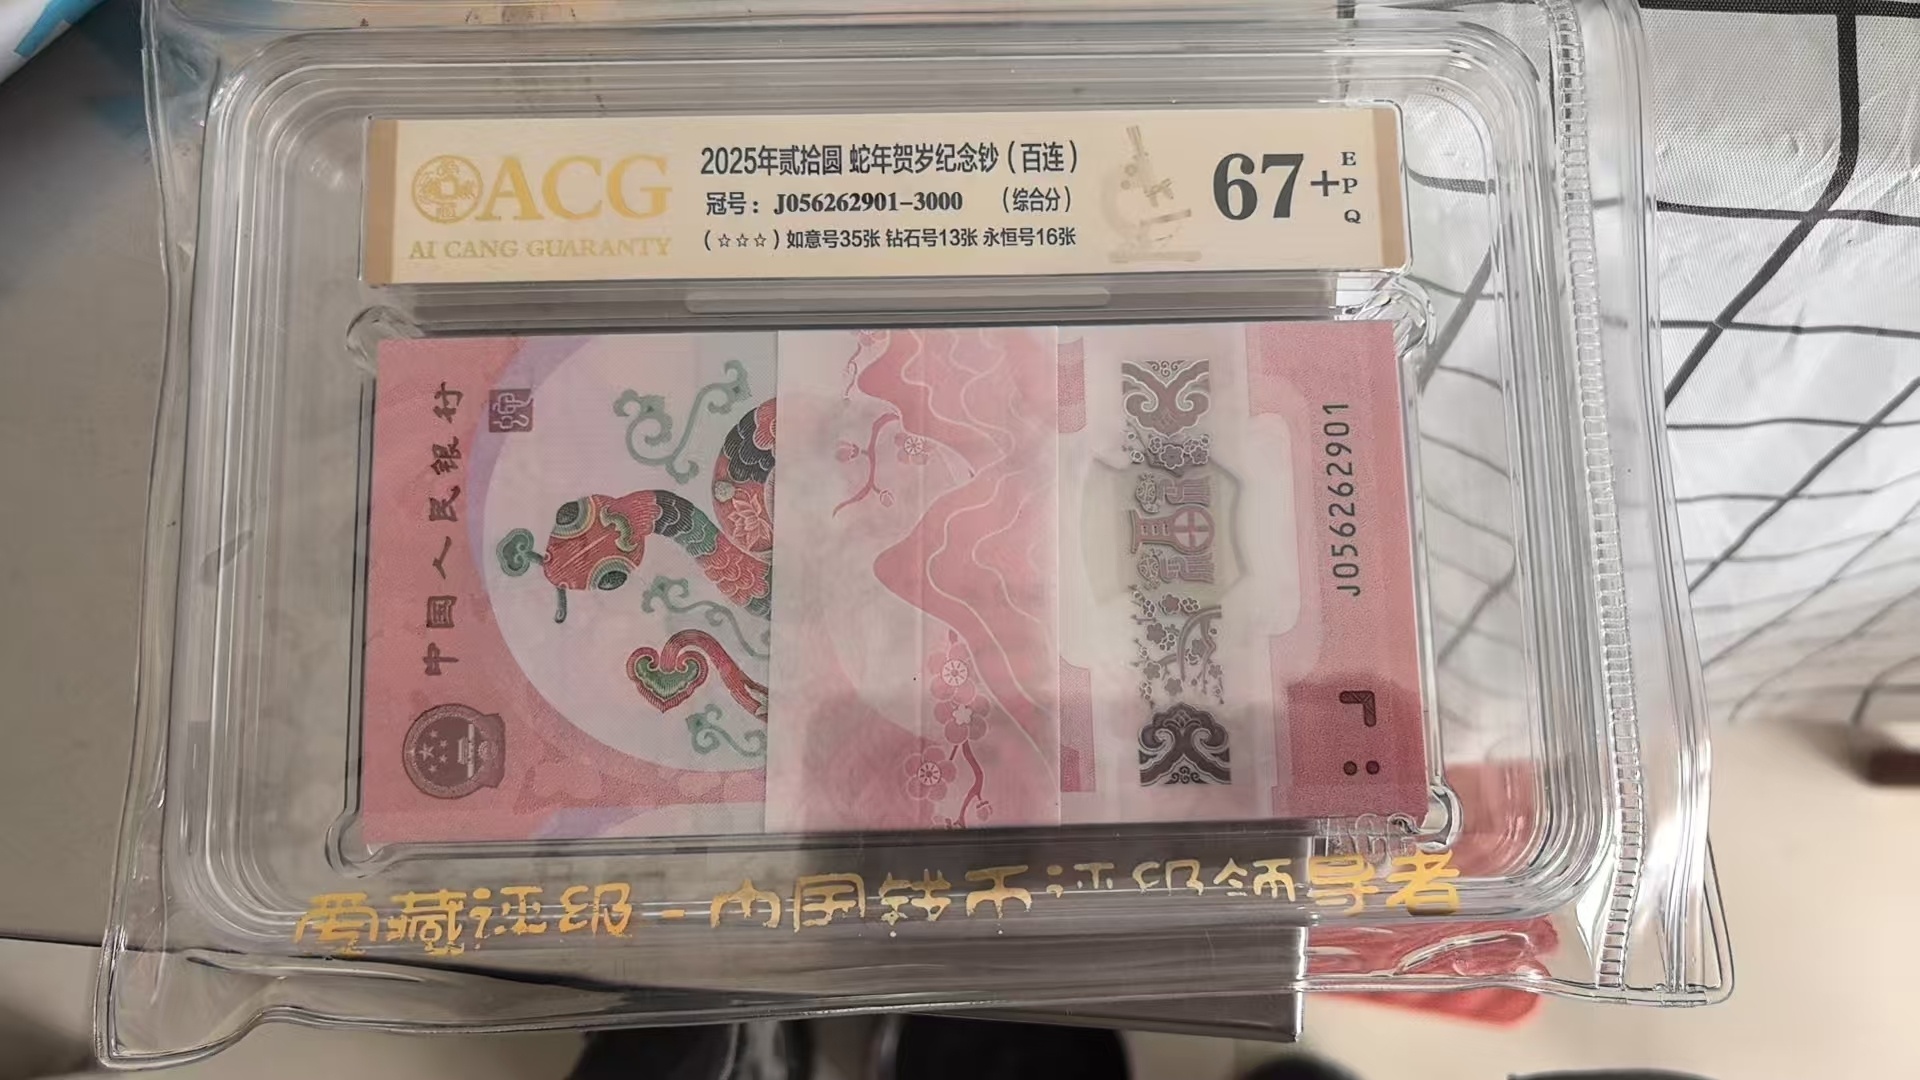 ACG
AI CANG GUARANTY
2025年贰拾圆 蛇年贺岁纪念钞（百连）
冠号：J056262901-3000 （综合分）
（☆☆☆）如意号35张 钻石号13张 永恒号16张
67+
EPQ
中国人民银行
J056262901
ACG
爱藏评级-中国钱币评级领导者